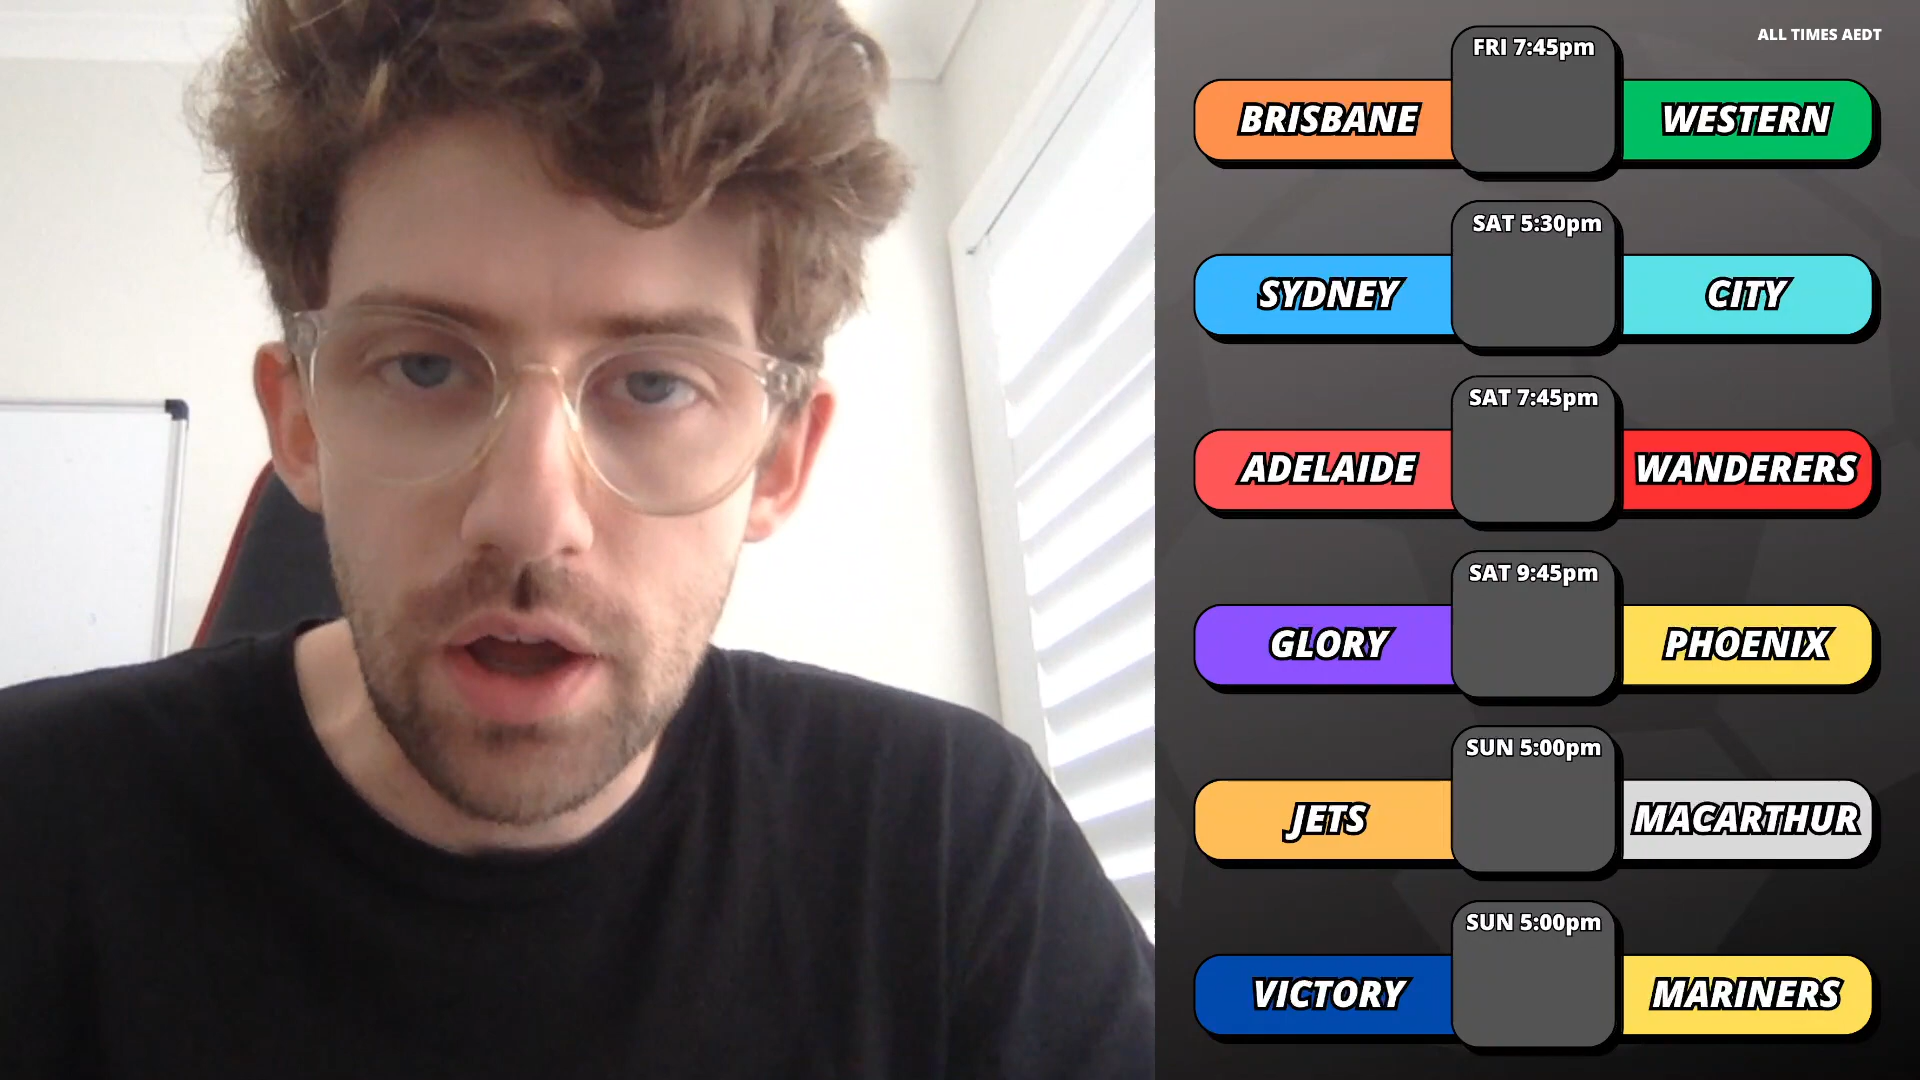 ALL TIMES AEDT
FRI 7:45pm
BRISBANE
WESTERN
SAT 5:30pm
SYDNEY
CITY
SAT 7:45pm
ADELAIDE
WANDERERS
SAT 9:45pm
GLORY
PHOENIX
SUN 5:00pm
JETS
MACARTHUR
SUN 5:00pm
VICTORY
MARINERS